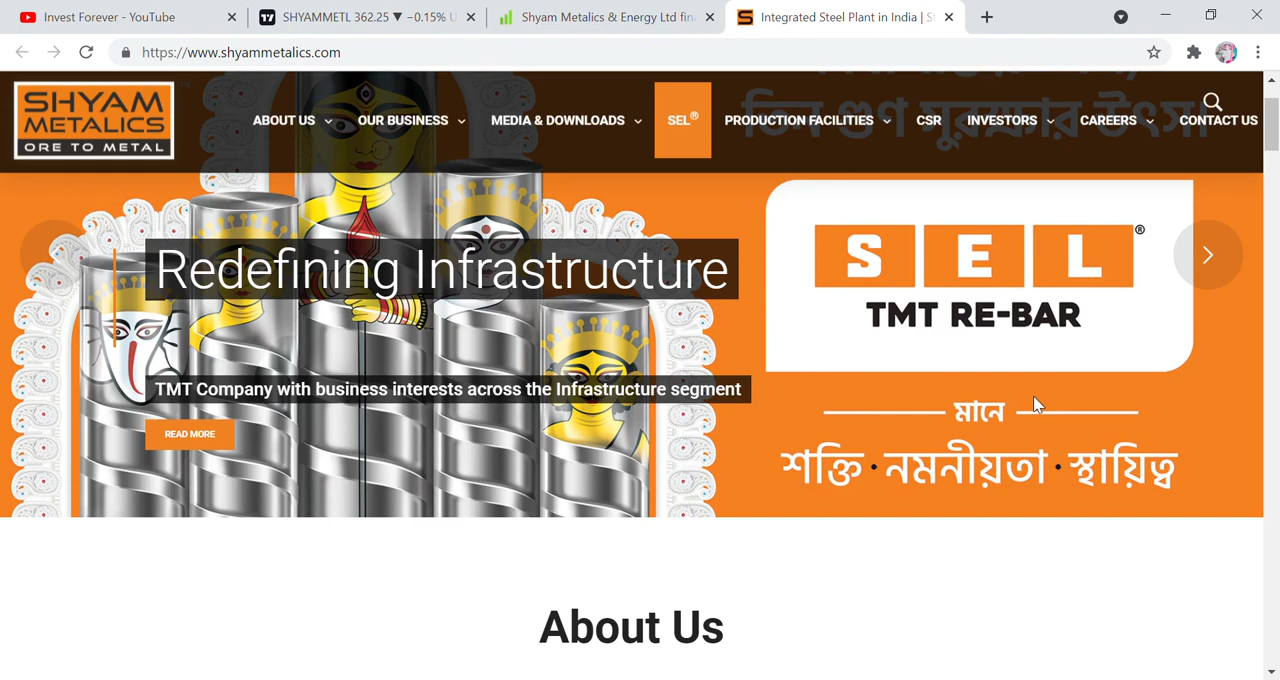 Invest Forever - YouTube
SHYAMMETL 362.25 ▼ −0.15% U
Shyam Metalics & Energy Ltd fin
Integrated Steel Plant in India | S
https://www.shyammetalics.com
SHYAM
METALICS
ORE TO METAL
ABOUT US
OUR BUSINESS
MEDIA & DOWNLOADS
SEL®
PRODUCTION FACILITIES
CSR
INVESTORS
CAREERS
CONTACT US
তিন গুণ সুরক্ষার উৎস।
Redefining Infrastructure
TMT Company with business interests across the Infrastructure segment
READ MORE
SEL®
TMT RE-BAR
মানে
শক্তি · নমনীয়তা · স্থায়িত্ব
About Us